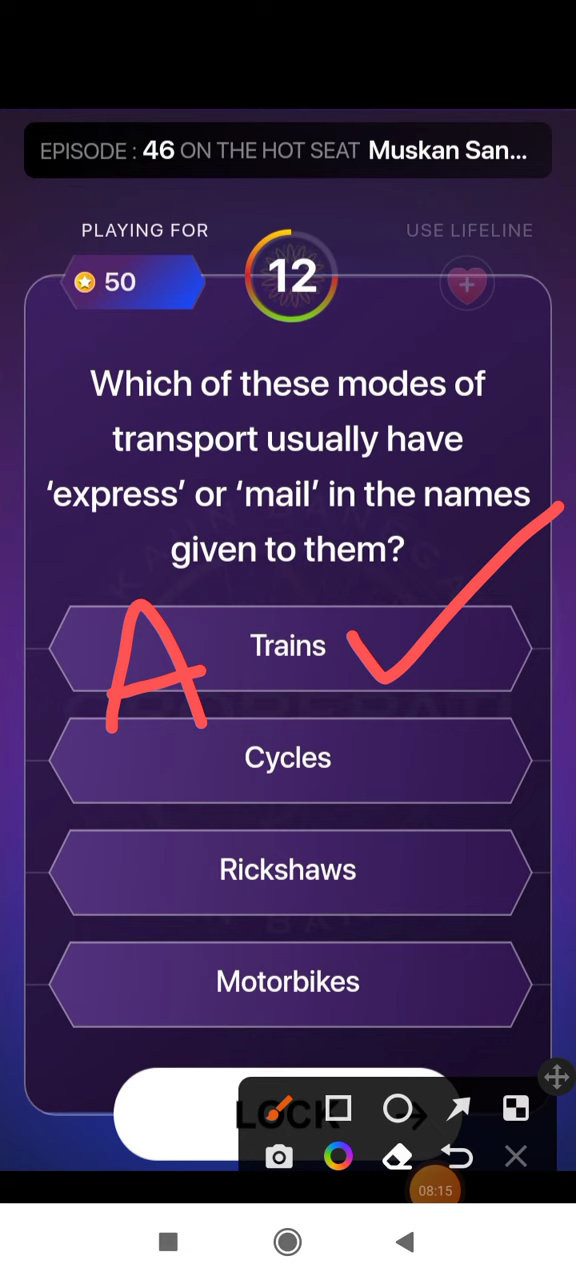 EPISODE : 46 ON THE HOT SEAT Muskan San...
PLAYING FOR
USE LIFELINE
50
12
Which of these modes of
transport usually have
‘express’ or ‘mail’ in the names
given to them?
A
Trains
Cycles
Rickshaws
Motorbikes
LOCK
08:15